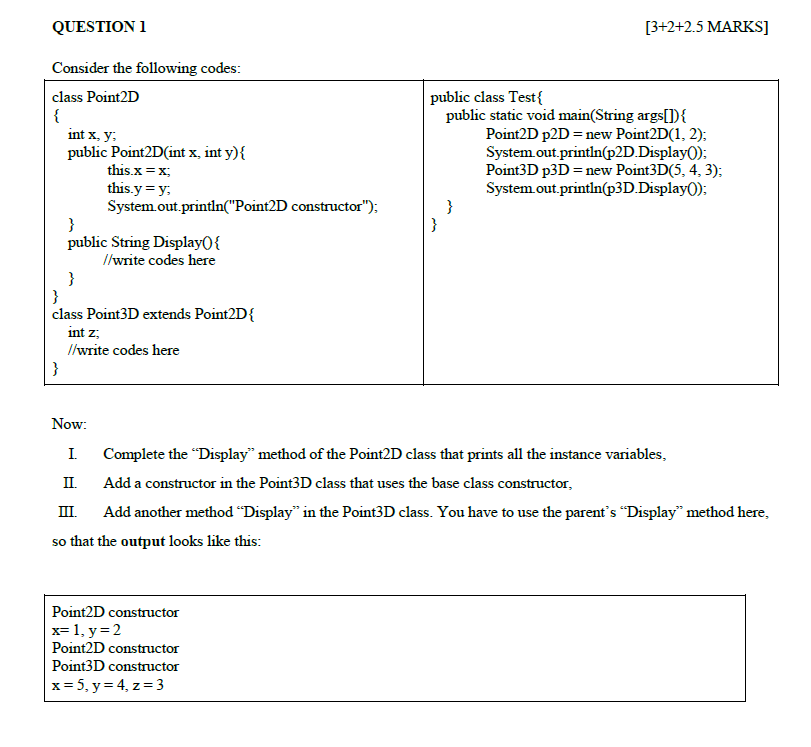 QUESTION 1 [3+2+2.5 MARKS]
Consider the following codes:
class Point2D
{
int x, y;
public Point2D(int x, int y){
this.x = x;
this.y = y;
System.out.println("Point2D constructor");
}
public String Display(){
//write codes here
}
}
class Point3D extends Point2D{
int z;
//write codes here
}
public class Test{
public static void main(String args[]){
Point2D p2D = new Point2D(1, 2);
System.out.println(p2D.Display());
Point3D p3D = new Point3D(5, 4, 3);
System.out.println(p3D.Display());
}
}
Now:
I. Complete the “Display” method of the Point2D class that prints all the instance variables,
II. Add a constructor in the Point3D class that uses the base class constructor,
III. Add another method “Display” in the Point3D class. You have to use the parent’s “Display” method here,
so that the output looks like this:
Point2D constructor
x= 1, y = 2
Point2D constructor
Point3D constructor
x = 5, y = 4, z = 3